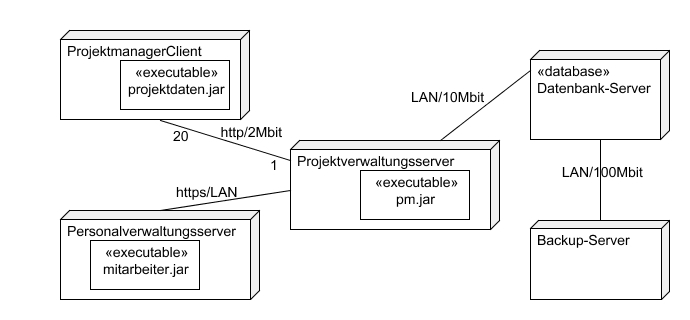 ProjektmanagerClient
«executable»
projektdaten.jar
20
http/2Mbit
1
Projektverwaltungsserver
«executable»
pm.jar
LAN/10Mbit
«database»
Datenbank-Server
LAN/100Mbit
Backup-Server
https/LAN
Personalverwaltungsserver
«executable»
mitarbeiter.jar